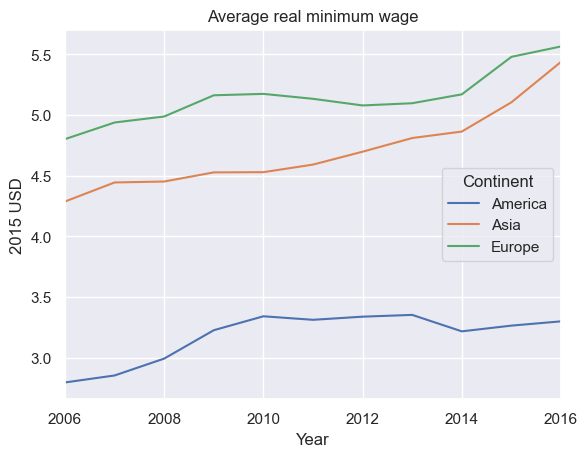 Average real minimum wage
5.5
5.0
4.5
4.0
3.5
3.0
2015 USD
Continent
America
Asia
Europe
2006 2008 2010 2012 2014 2016
Year